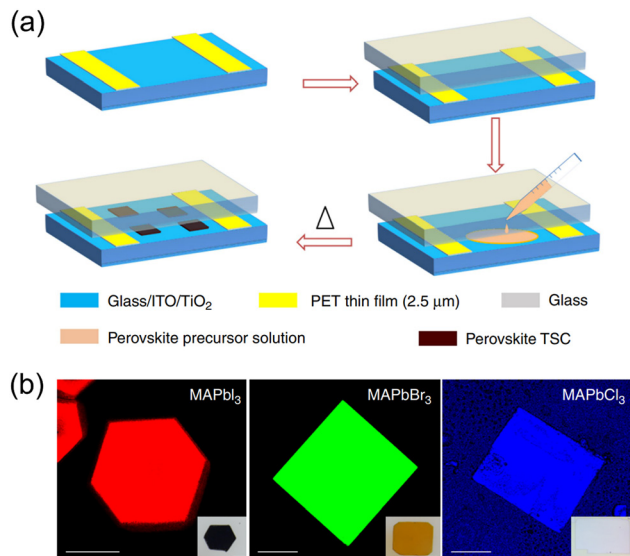 (a)
Δ
Glass/ITO/TiO₂ PET thin film (2.5 μm) Glass
Perovskite precursor solution Perovskite TSC
(b)
MAPbI₃ MAPbBr₃ MAPbCl₃